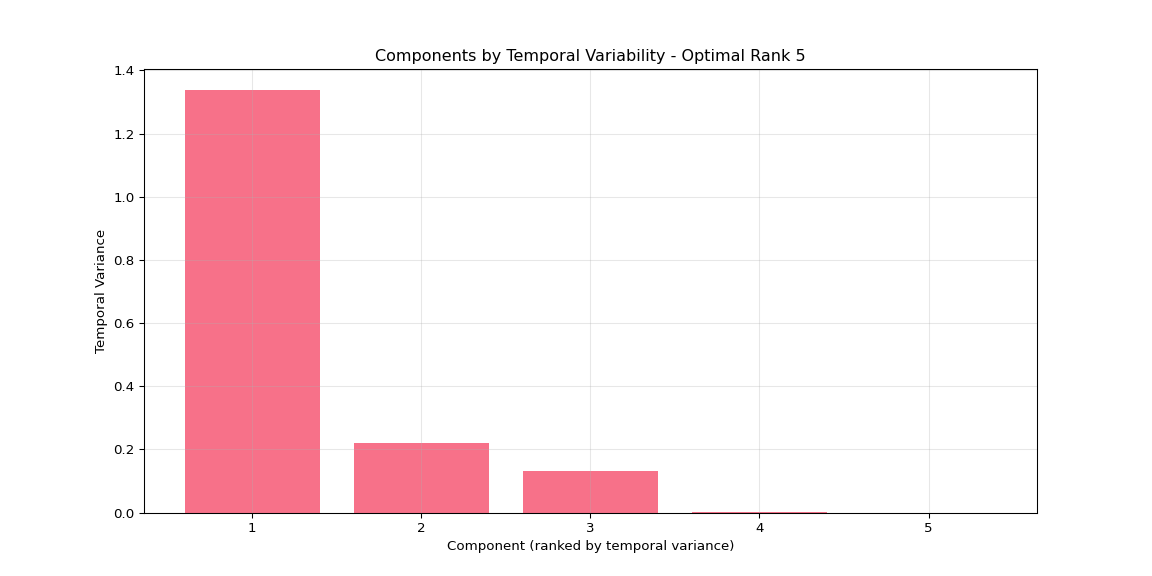 Components by Temporal Variability - Optimal Rank 5
Temporal Variance
1.4
1.2
1.0
0.8
0.6
0.4
0.2
0.0
1 2 3 4 5
Component (ranked by temporal variance)